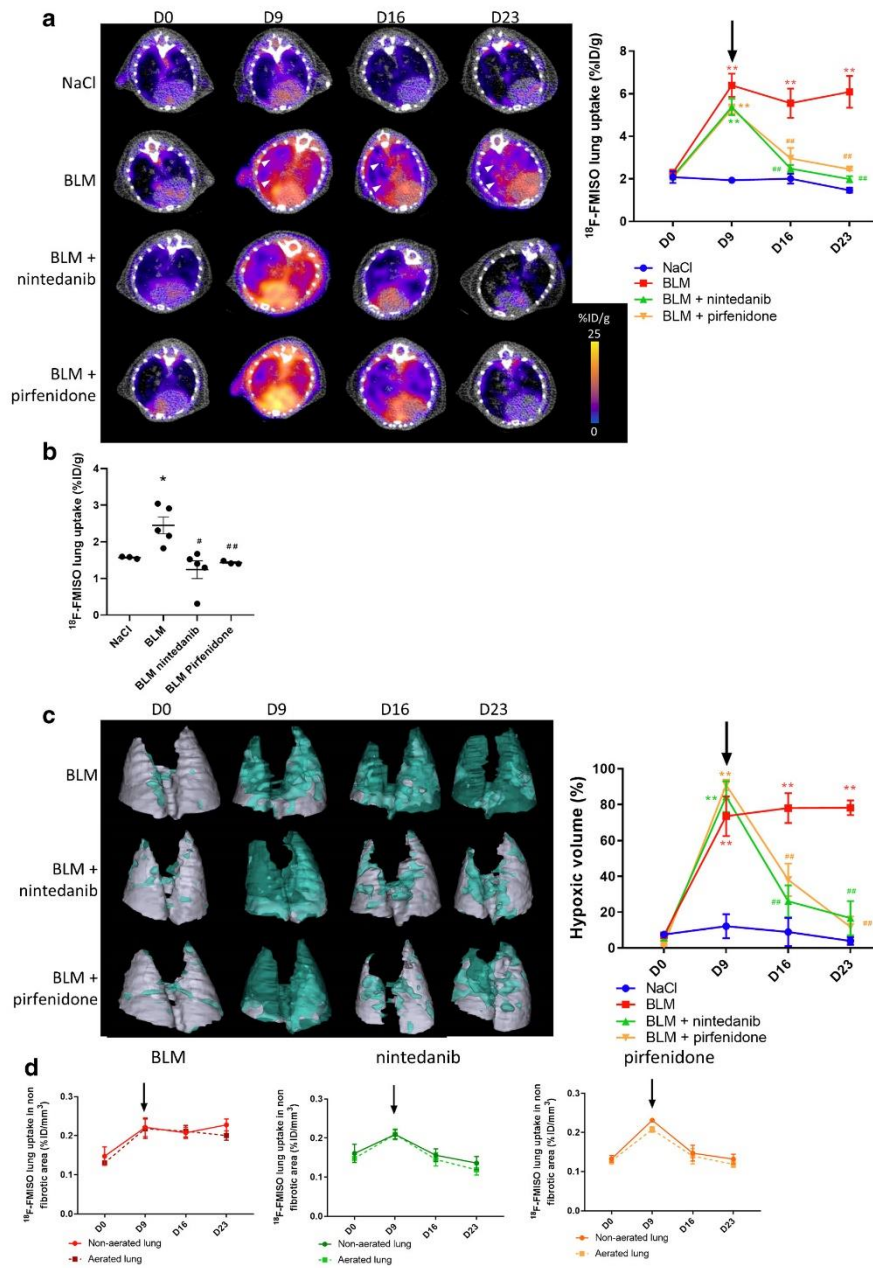 a
D0 D9 D16 D23
NaCl
BLM
BLM +
nintedanib
BLM +
pirfenidone
%ID/g
25
0
¹⁸F-FMISO lung uptake (%ID/g)
8
6
4
2
0
** ** **
**
**
## ##
## ##
D0 D9 D16 D23
NaCl
BLM
BLM + nintedanib
BLM + pirfenidone
b
¹⁸F-FMISO lung uptake (%ID/g)
4
3
2
1
0
*
# ##
NaCl
BLM
BLM nintedanib
BLM Pirfenidone
c
D0 D9 D16 D23
BLM
BLM +
nintedanib
BLM +
pirfenidone
Hypoxic volume (%)
100
80
60
40
20
0
**
** ** **
**
##
## ##
##
D0 D9 D16 D23
NaCl
BLM
BLM + nintedanib
BLM + pirfenidone
d
BLM
¹⁸F-FMISO lung uptake in non
fibrotic area (%ID/mm³)
0.3
0.2
0.1
0.0
D0 D9 D16 D23
Non-aerated lung
Aerated lung
nintedanib
¹⁸F-FMISO lung uptake in non
fibrotic area (%ID/mm³)
0.3
0.2
0.1
0.0
D0 D9 D16 D23
Non-aerated lung
Aerated lung
pirfenidone
¹⁸F-FMISO lung uptake in non
fibrotic area (%ID/mm³)
0.3
0.2
0.1
0.0
D0 D9 D16 D23
Non-aerated lung
Aerated lung